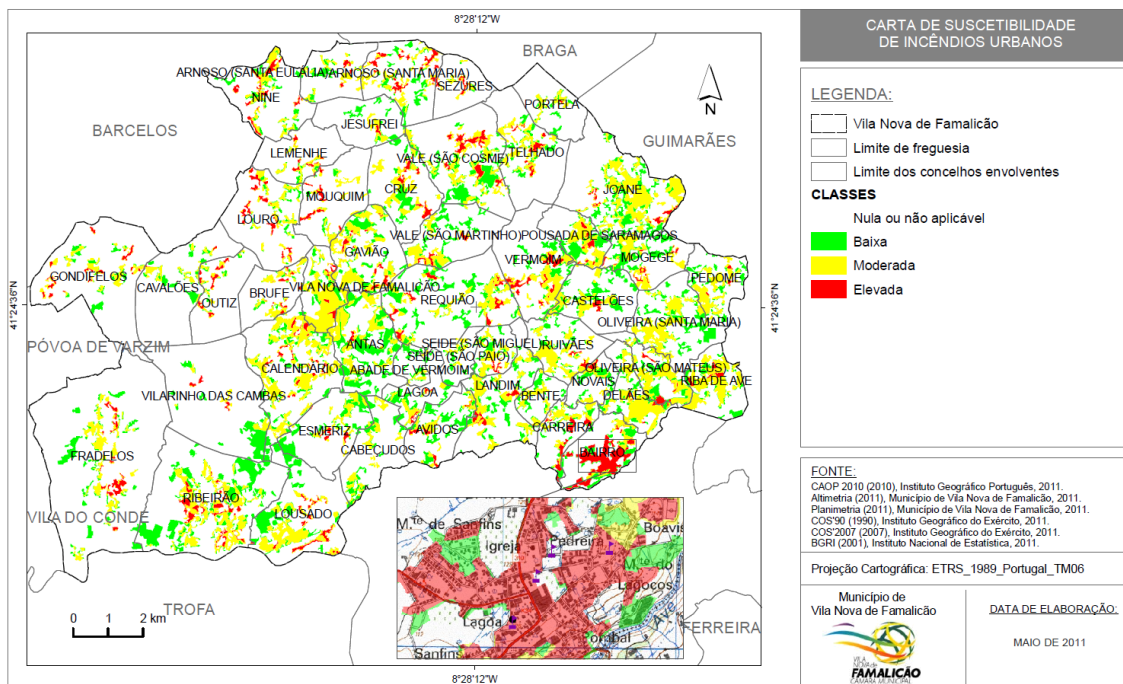 8°28'12"W
CARTA DE SUSCETIBILIDADE
DE INCÊNDIOS URBANOS
BRAGA
ARNOSO (SANTA EULÁLIA)
ARNOSO (SANTA MARIA)
SEZURES
NINE
PORTELA
BARCELOS
JESUFREI
GUIMARÃES
LEMENHE
VALE (SÃO COSME)
TELHADO
CRUZ
JOANE
MOUQUIM
LOURO
VALE (SÃO MARTINHO)
POUSADA DE SARAMAGOS
GAVIÃO
VERMOIM
MOGEGE
GONDIFELOS
PEDOME
CAVALÕES
VILA NOVA DE FAMALICÃO
BRUFE
OUTIZ
REQUIÃO
CASTELÕES
41°24'36"N
41°24'36"N
OLIVEIRA (SANTA MARIA)
PÓVOA DE VARZIM
ANTAS
SEIDE (SÃO MIGUEL)
RUIVÃES
SEIDE (SÃO PAIO)
CALENDÁRIO
ABADE DE VERMOIM
OLIVEIRA (SÃO MATEUS)
NOVAIS
RIBA DE AVE
LANDIM
VILARINHO DAS CAMBAS
LAGOA
BENTE
DELÃES
ESMERIZ
AVIDOS
CARREIRA
CABEÇUDOS
BAIRRO
FRADELOS
RIBEIRÃO
LOUSADO
VILA DO CONDE
M.te de Sanfins
Igreja
Pedreira
Boavis
M.te do
Lagocos
Lagoa
Ave
Pombal
Sanfins
TROFA
FERREIRA
N
0 1 2 km
8°28'12"W
LEGENDA:
Vila Nova de Famalicão
Limite de freguesia
Limite dos concelhos envolventes
CLASSES
Nula ou não aplicável
Baixa
Moderada
Elevada
FONTE:
CAOP 2010 (2010), Instituto Geográfico Português, 2011.
Altimetria (2011), Município de Vila Nova de Famalicão, 2011.
Planimetria (2011), Município de Vila Nova de Famalicão, 2011.
COS'90 (1990), Instituto Geográfico do Exército, 2011.
COS'2007 (2007), Instituto Geográfico do Exército, 2011.
BGRI (2001), Instituto Nacional de Estatística, 2011.
Projeção Cartográfica: ETRS_1989_Portugal_TM06
Município de
Vila Nova de Famalicão
VILA
NOVA de
FAMALICÃO
CÂMARA MUNICIPAL
DATA DE ELABORAÇÃO:
MAIO DE 2011